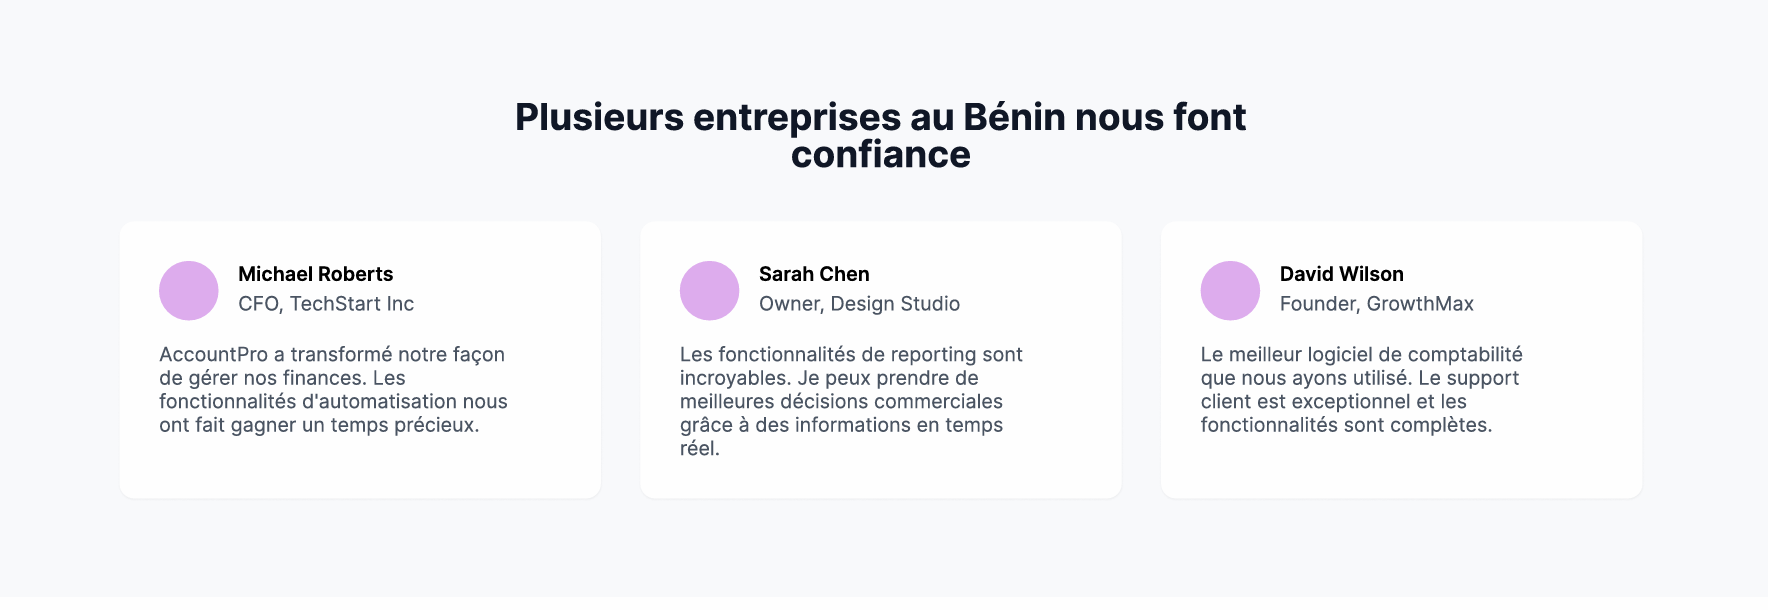 Plusieurs entreprises au Bénin nous font
confiance
Michael Roberts
CFO, TechStart Inc
AccountPro a transformé notre façon
de gérer nos finances. Les
fonctionnalités d'automatisation nous
ont fait gagner un temps précieux.
Sarah Chen
Owner, Design Studio
Les fonctionnalités de reporting sont
incroyables. Je peux prendre de
meilleures décisions commerciales
grâce à des informations en temps
réel.
David Wilson
Founder, GrowthMax
Le meilleur logiciel de comptabilité
que nous ayons utilisé. Le support
client est exceptionnel et les
fonctionnalités sont complètes.